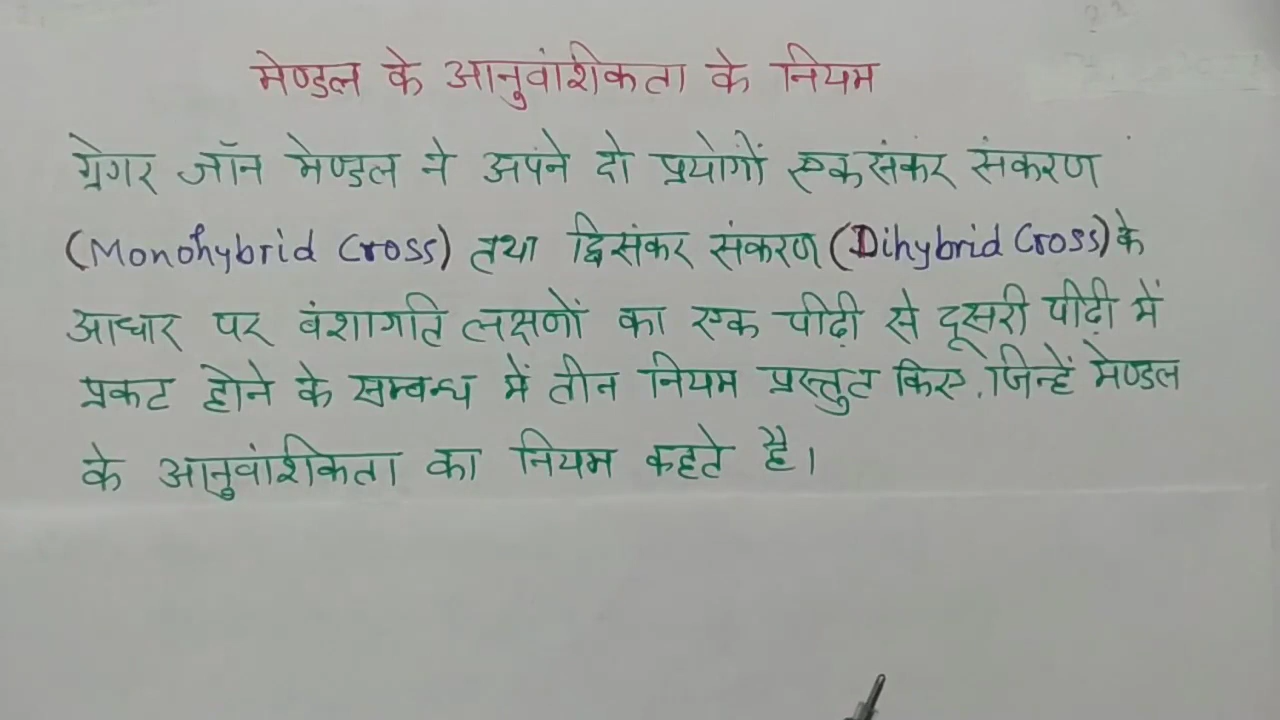 मेण्डल के आनुवांशिकता के नियम
ग्रेगर जॉन मेण्डल ने अपने दो प्रयोगों एकसंकर संकरण
(Monohybrid Cross) तथा द्विसंकर संकरण (Dihybrid Cross) के
आधार पर वंशागति लक्षणों का एक पीढ़ी से दूसरी पीढ़ी में
प्रकट होने के सम्बन्ध में तीन नियम प्रस्तुट किए, जिन्हें मेण्डल
के आनुवांशिकता का नियम कहते है।